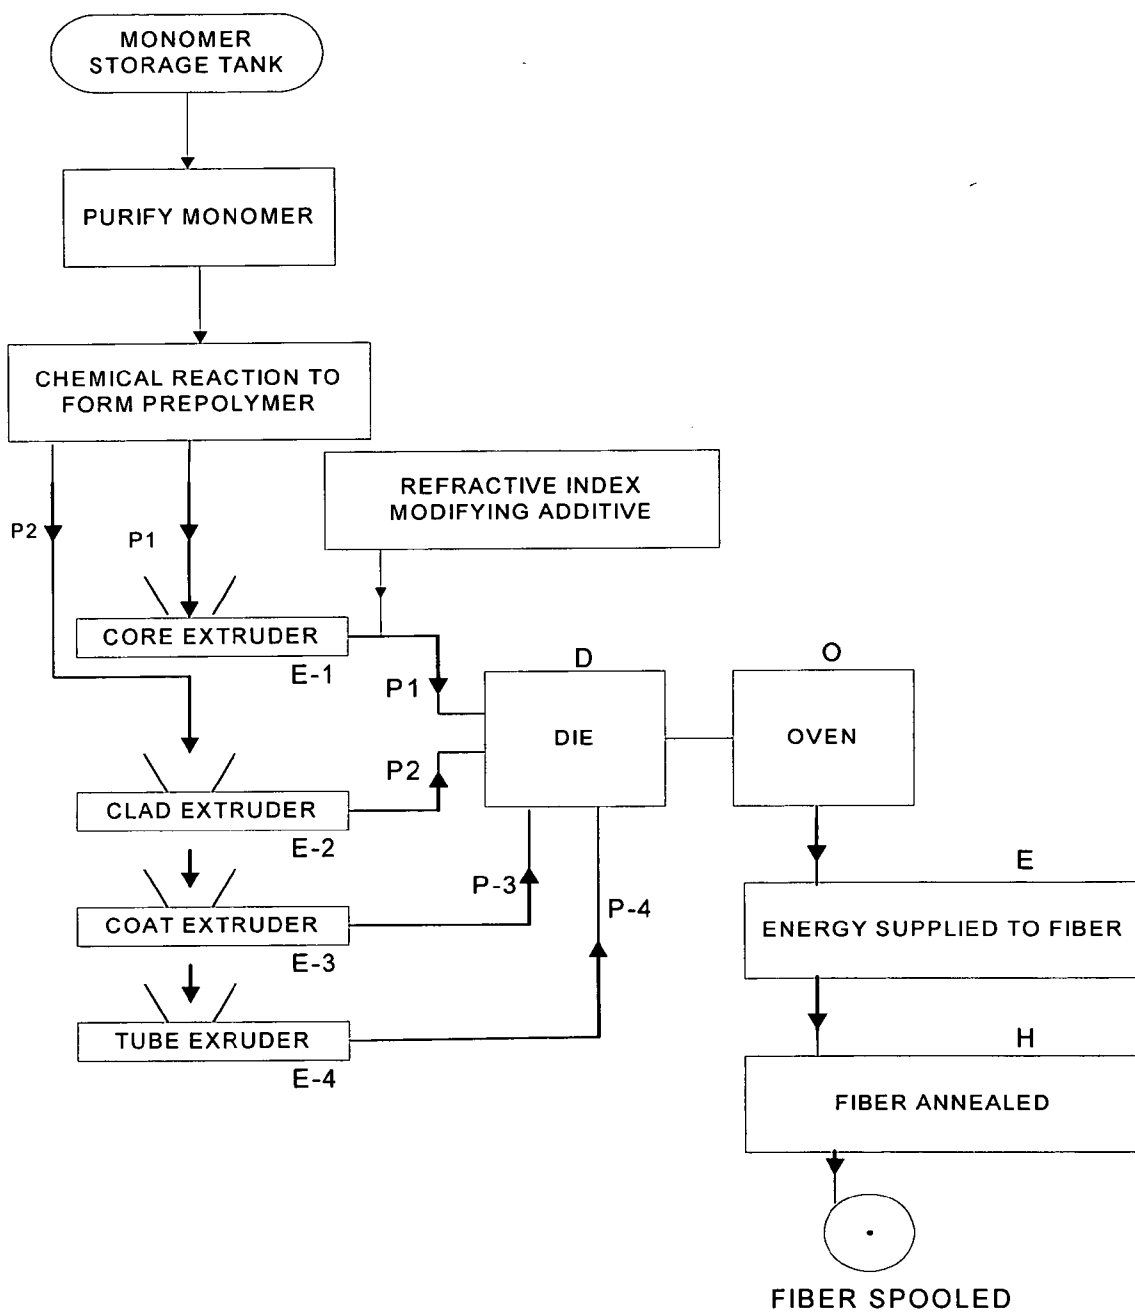 MONOMER
STORAGE TANK
PURIFY MONOMER
CHEMICAL REACTION TO
FORM PREPOLYMER
REFRACTIVE INDEX
MODIFYING ADDITIVE
P2
P1
CORE EXTRUDER
E-1
P1
D
DIE
O
OVEN
P2
CLAD EXTRUDER
E-2
P-3
P-4
COAT EXTRUDER
E-3
TUBE EXRUDER
E-4
E
ENERGY SUPPLIED TO FIBER
H
FIBER ANNEALED
FIBER SPOOLED